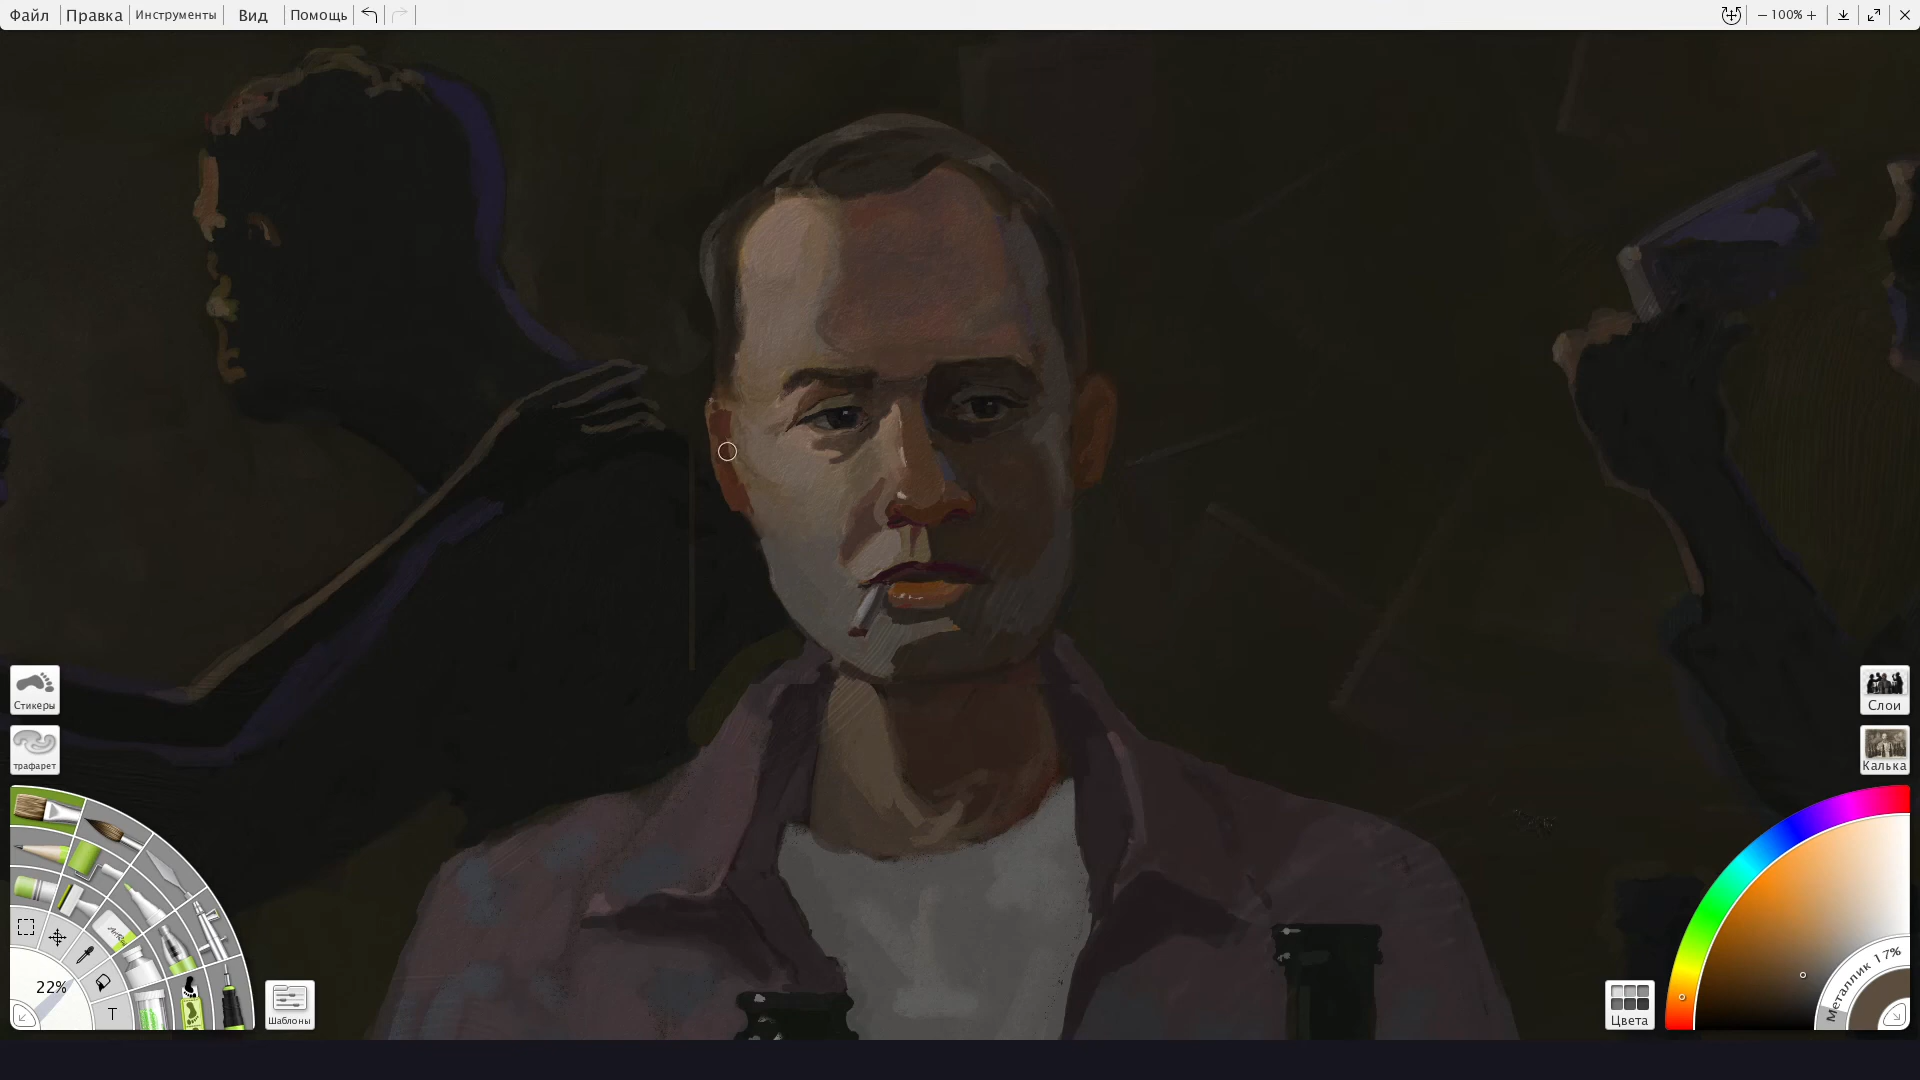 Файл Правка Инструменты Вид Помощь
100%
Стикеры
трафарет
22%
T
Шаблоны
Слои
Калька
Цвета
Металлик 17%